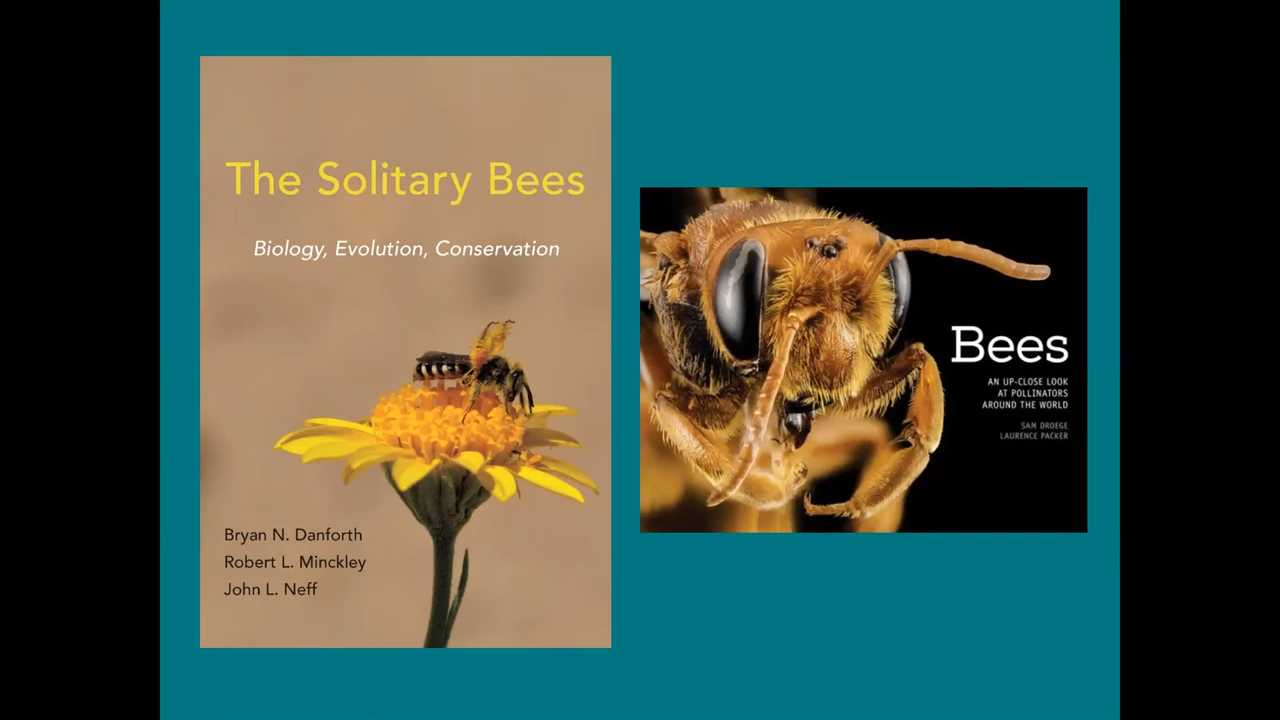 The Solitary Bees
Biology, Evolution, Conservation
Bryan N. Danforth
Robert L. Minckley
John L. Neff
Bees
AN UP-CLOSE LOOK
AT POLLINATORS
AROUND THE WORLD
SAM DROEGE
LAURENCE PACKER